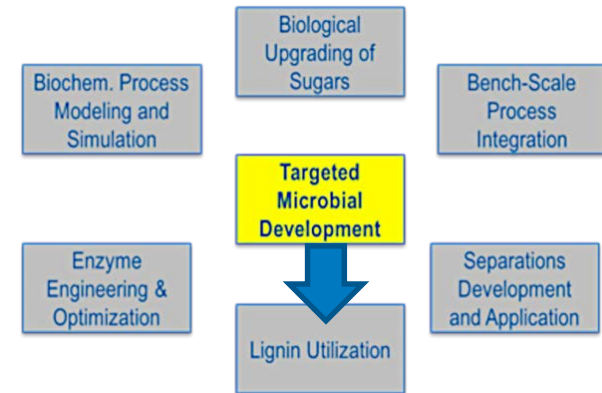 Biological
Upgrading of
Sugars
Biochem. Process
Modeling and
Simulation
Bench-Scale
Process
Integration
Targeted
Microbial
Development
Enzyme
Engineering &
Optimization
Separations
Development
and Application
Lignin Utilization